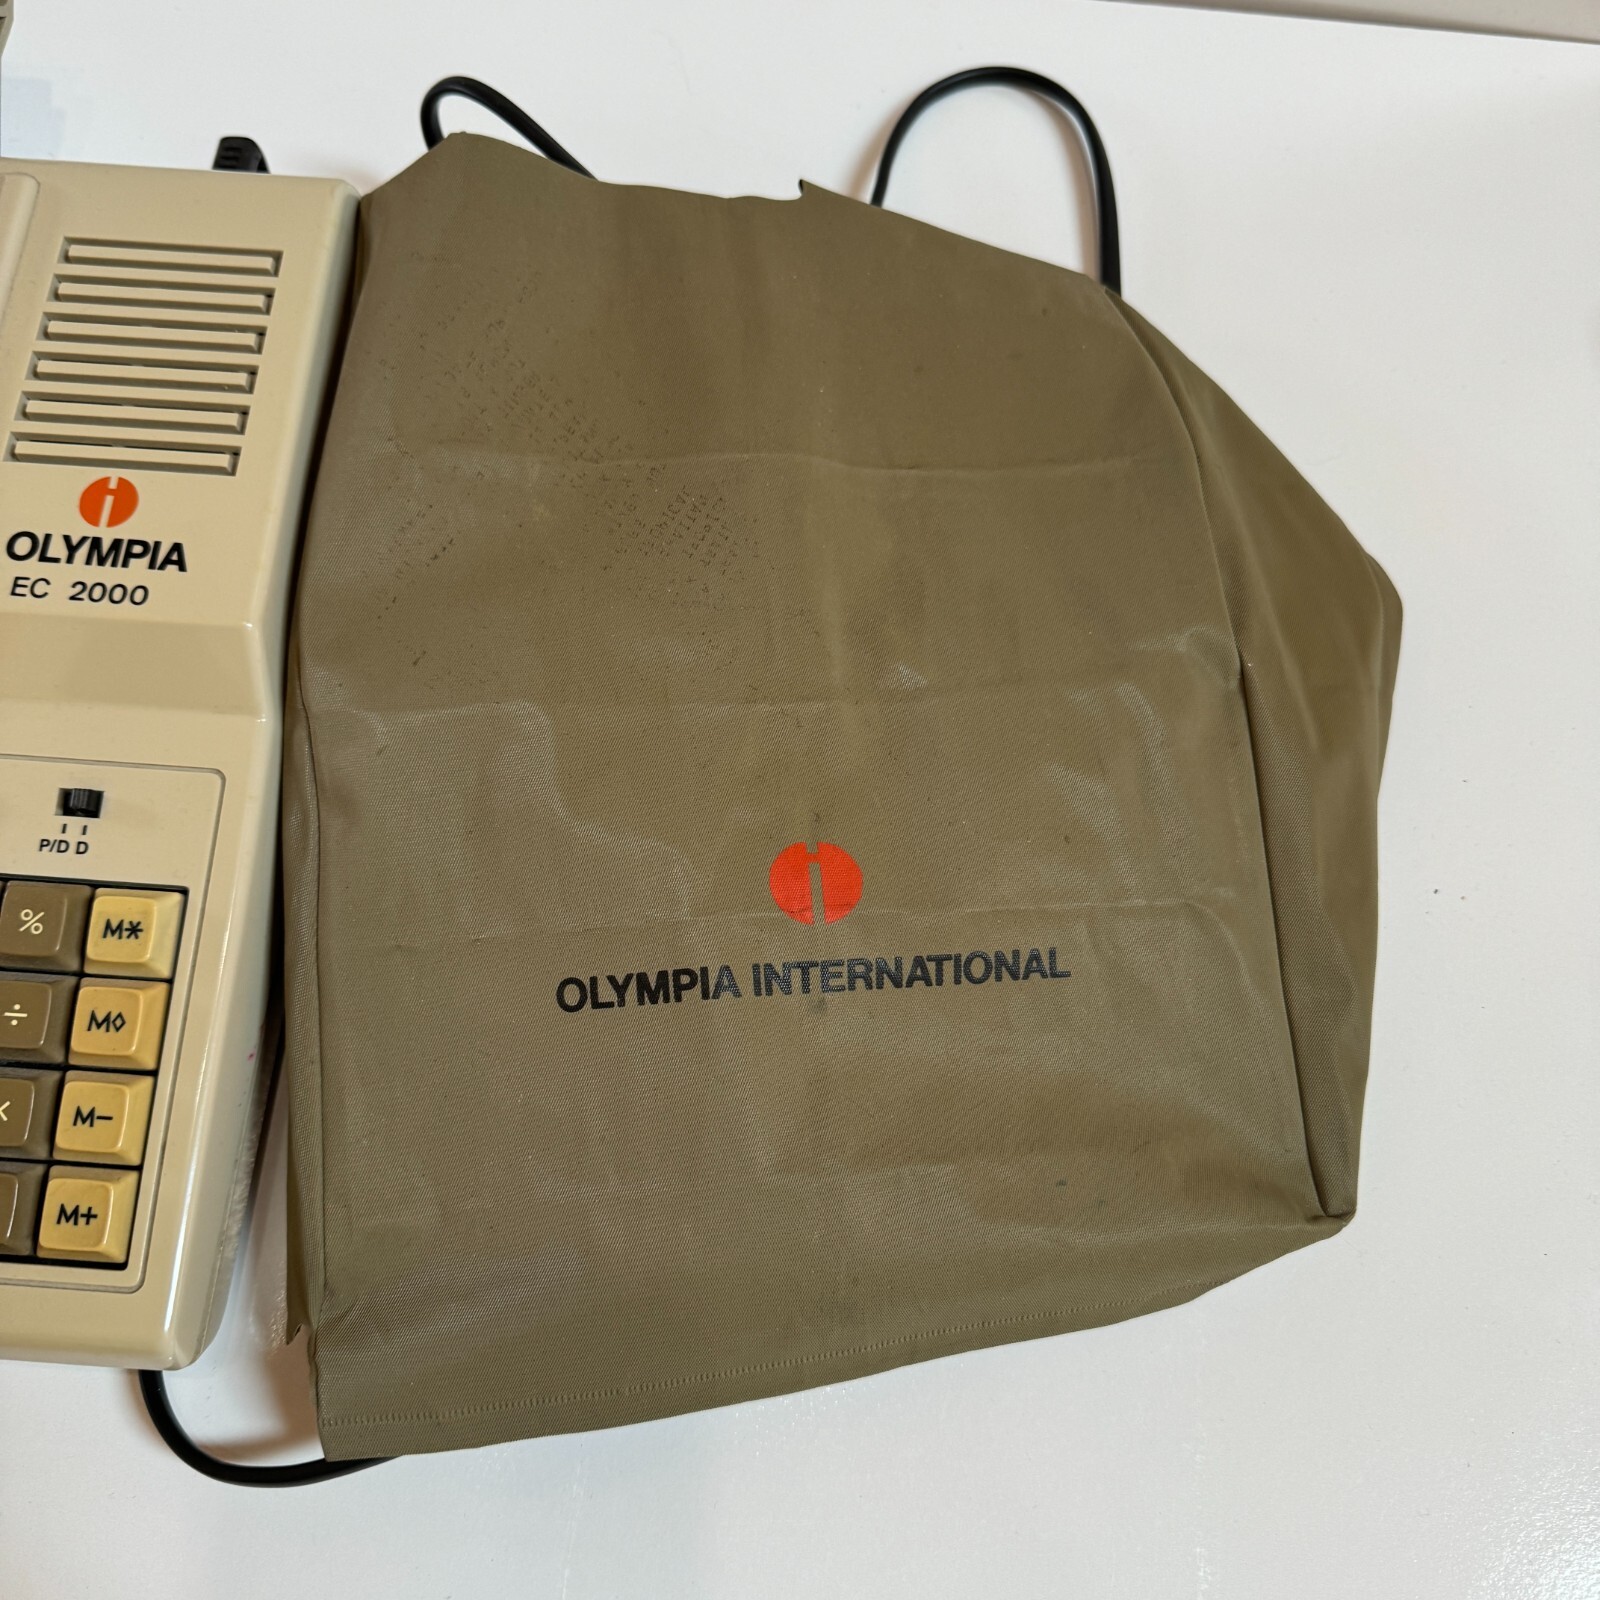 OLYMPIA
EC 2000
P/D D
% M*
÷ M◊
M−
M+
OLYMPIA INTERNATIONAL